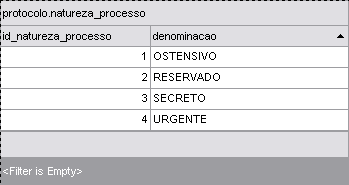 protocolo.natureza_processo
id_natureza_processo denominacao
1 OSTENSIVO
2 RESERVADO
3 SECRETO
4 URGENTE
<Filter is Empty>